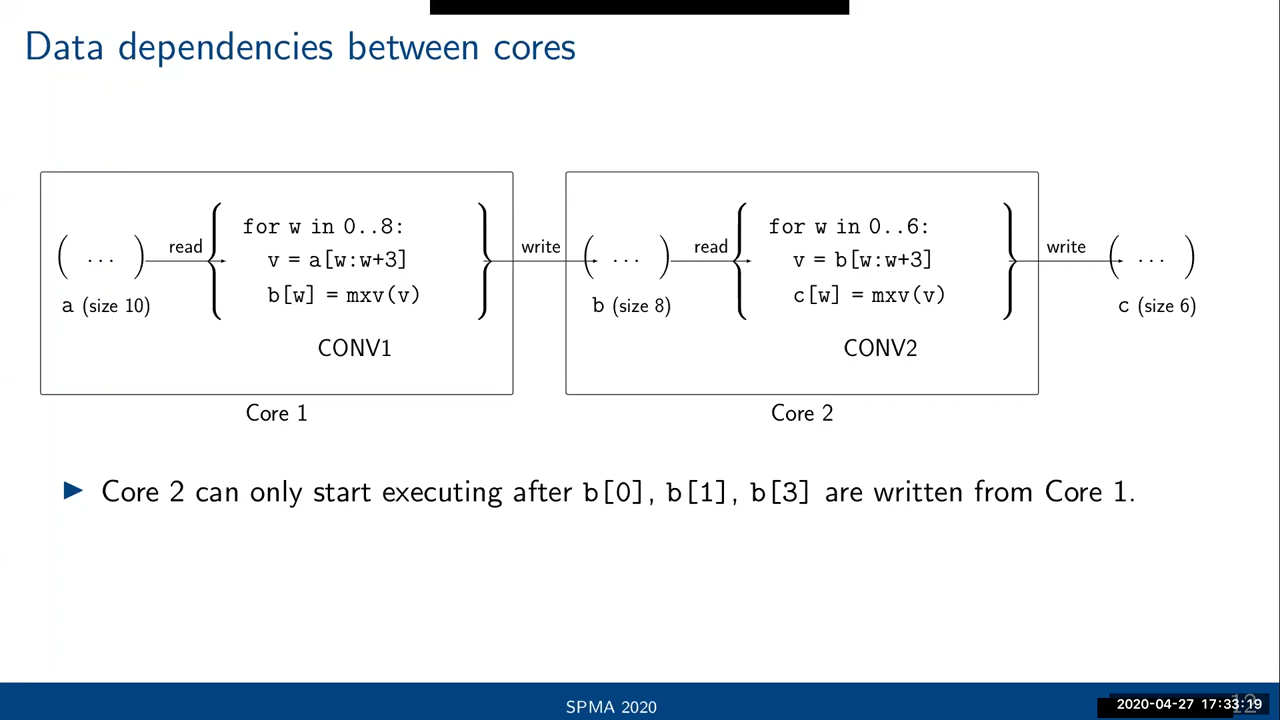 Data dependencies between cores
for w in 0..8:
v = a[w:w+3]
b[w] = mxv(v)
CONV1
( ... )
read
a (size 10)
write
Core 1
for w in 0..6:
v = b[w:w+3]
c[w] = mxv(v)
CONV2
( ... )
read
b (size 8)
write
( ... )
c (size 6)
Core 2
▶ Core 2 can only start executing after b[0], b[1], b[3] are written from Core 1.
SPMA 2020
12
2020-04-27 17:33:19